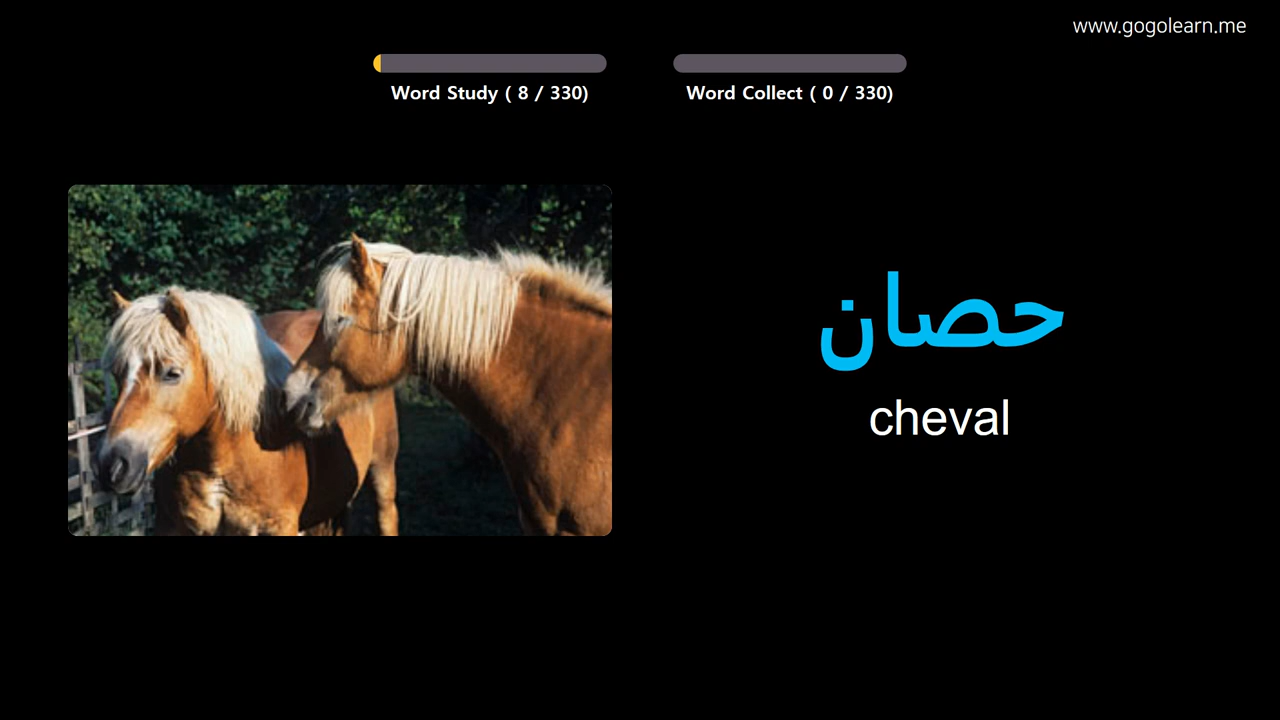 www.gogolearn.me
Word Study ( 8 / 330)
Word Collect ( 0 / 330)
حصان
cheval